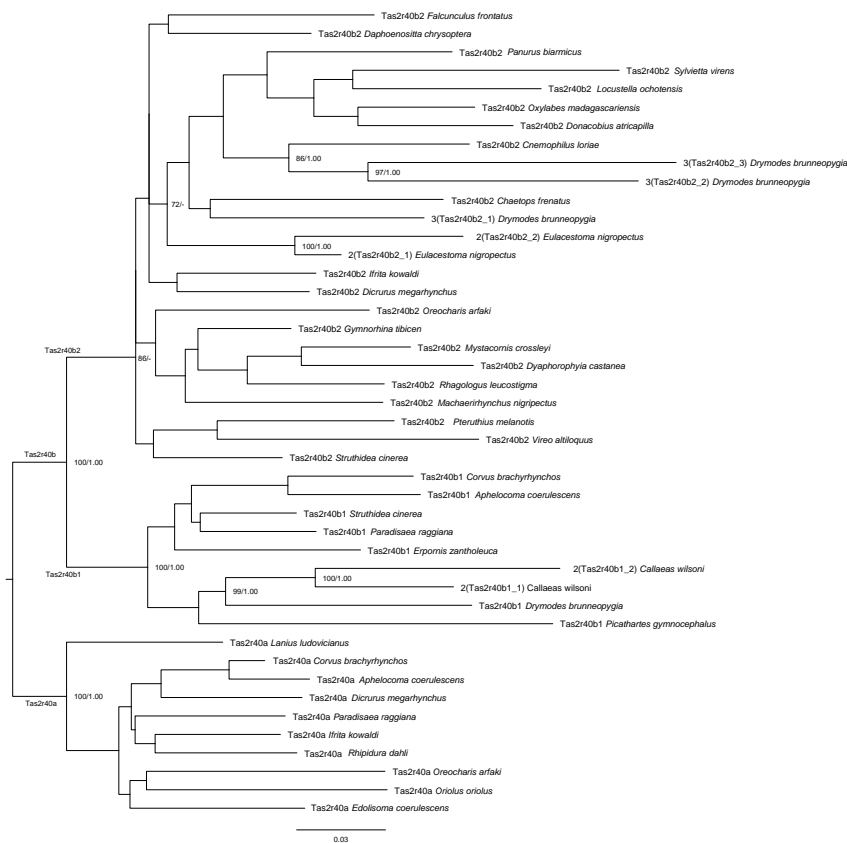 Tas2r40b2 Falcunculus frontatus
Tas2r40b2 Daphoenositta chrysoptera
Tas2r40b2 Panurus biarmicus
Tas2r40b2 Sylvietta virens
Tas2r40b2 Locustella ochotensis
Tas2r40b2 Oxylabes madagascariensis
Tas2r40b2 Donacobius atricapilla
Tas2r40b2 Cnemophilus loriae
86/1.00
3(Tas2r40b2_3) Drymodes brunneopygia
97/1.00
3(Tas2r40b2_2) Drymodes brunneopygia
Tas2r40b2 Chaetops frenatus
72/-
3(Tas2r40b2_1) Drymodes brunneopygia
2(Tas2r40b2_2) Eulacestoma nigropectus
100/1.00
2(Tas2r40b2_1) Eulacestoma nigropectus
Tas2r40b2 Ifrita kowaldi
Tas2r40b2 Dicrurus megarhynchus
Tas2r40b2 Oreocharis arfaki
Tas2r40b2 Gymnorhina tibicen
Tas2r40b2 Mystacornis crossleyi
Tas2r40b2
86/-
Tas2r40b2 Dyaphorophyia castanea
Tas2r40b2 Rhagologus leucostigma
Tas2r40b2 Machaerirhynchus nigripectus
Tas2r40b2 Pteruthius melanotis
Tas2r40b2 Vireo altiloquus
Tas2r40b
Tas2r40b2 Struthidea cinerea
100/1.00
Tas2r40b1 Corvus brachyrhynchos
Tas2r40b1 Aphelocoma coerulescens
Tas2r40b1 Struthidea cinerea
Tas2r40b1 Paradisaea raggiana
Tas2r40b1 Erpornis zantholeuca
Tas2r40b1
100/1.00
2(Tas2r40b1_2) Callaeas wilsoni
100/1.00
2(Tas2r40b1_1) Callaeas wilsoni
99/1.00
Tas2r40b1 Drymodes brunneopygia
Tas2r40b1 Picathartes gymnocephalus
Tas2r40a Lanius ludovicianus
Tas2r40a Corvus brachyrhynchos
Tas2r40a Aphelocoma coerulescens
Tas2r40a
100/1.00
Tas2r40a Dicrurus megarhynchus
Tas2r40a Paradisaea raggiana
Tas2r40a Ifrita kowaldi
Tas2r40a Rhipidura dahli
Tas2r40a Oreocharis arfaki
Tas2r40a Oriolus oriolus
Tas2r40a Edolisoma coerulescens
0.03